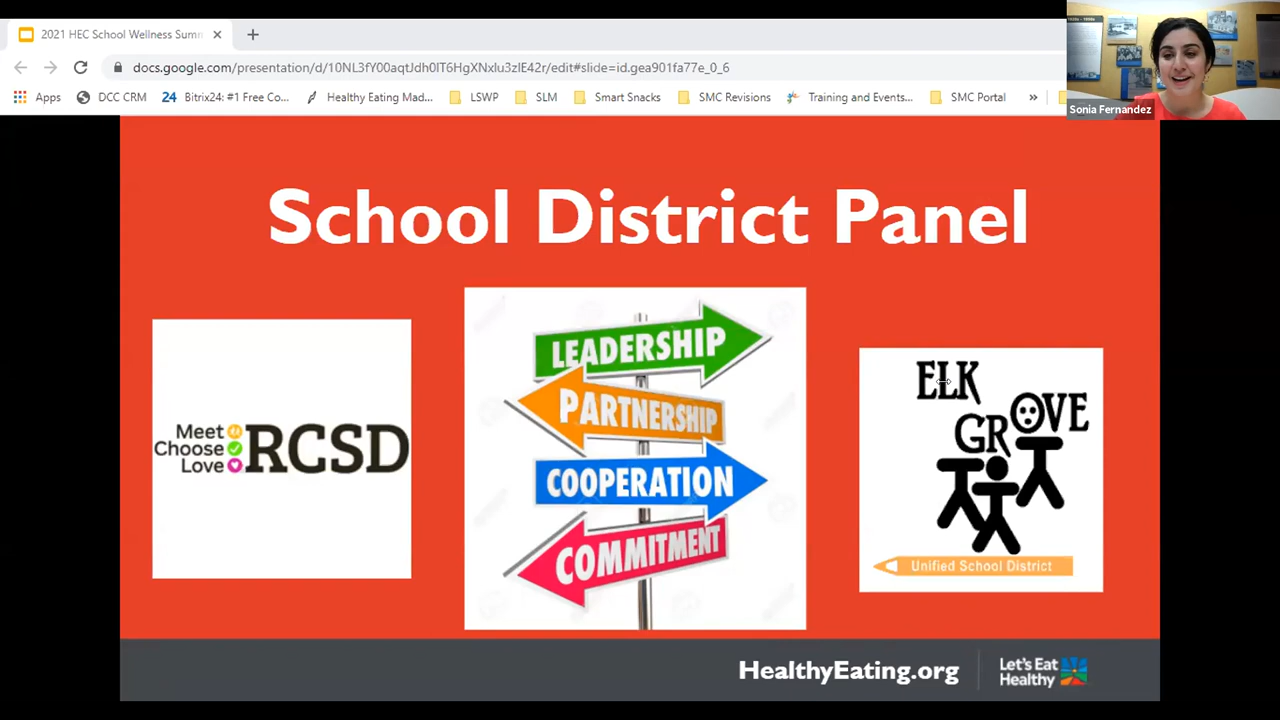 2021 HEC School Wellness Sum
docs.google.com/presentation/d/
/edit#slide=id.gea901fa77e_0_6
Apps
DCC CRM
24 Bitrix24: #1 Free Co...
Healthy Eating Mad...
LSWP
SLM
Smart Snacks
SMC Revisions
Training and Events...
SMC Portal
»
Sonia Fernandez
School District Panel
Meet
Choose
Love
RCSD
LEADERSHIP
PARTNERSHIP
COOPERATION
COMMITMENT
ELK
GROVE
Unified School District
HealthyEating.org
Let's Eat
Healthy